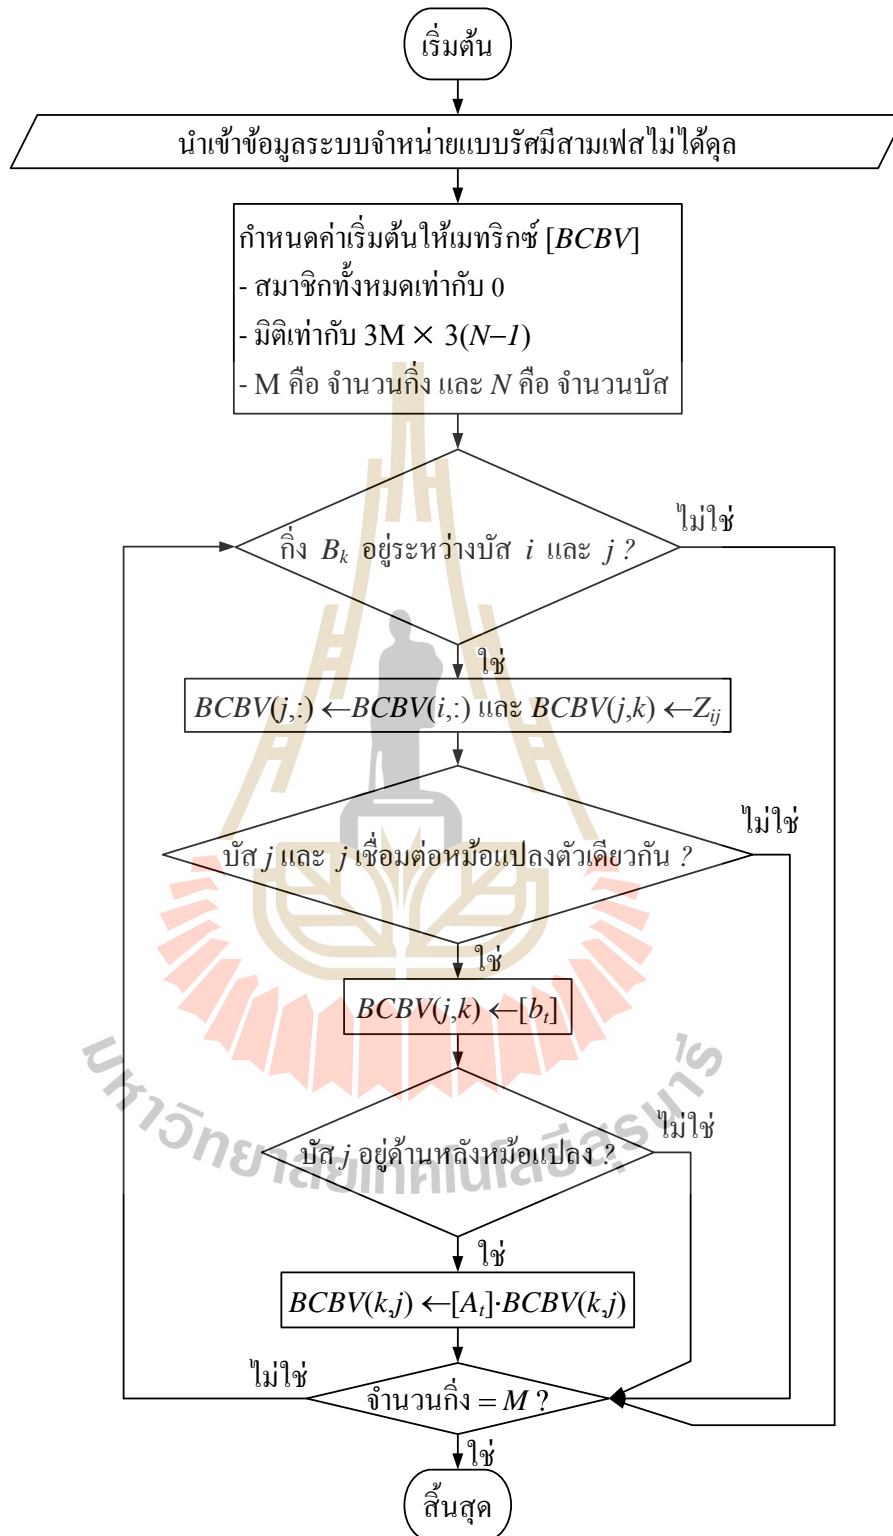 เริ่มต้น
นำเข้าข้อมูลระบบจำหน่ายแบบรัศมีสามเฟสไม่ได้ดุล
กำหนดค่าเริ่มต้นให้เมทริกซ์ [BCBV]
- สมาชิกทั้งหมดเท่ากับ 0
- มิติเท่ากับ 3M × 3(N−1)
- M คือ จำนวนกิ่ง และ N คือ จำนวนบัส
กิ่ง B_k อยู่ระหว่างบัส i และ j ?
ไม่ใช่
ใช่
BCBV(j,:) ←BCBV(i,:) และ BCBV(j,k) ←Z_ij
บัส j และ j เชื่อมต่อหม้อแปลงตัวเดียวกัน ?
ไม่ใช่
ใช่
BCBV(j,k) ←[b_t]
บัส j อยู่ด้านหลังหม้อแปลง ?
ไม่ใช่
ใช่
BCBV(k,j) ←[A_t]·BCBV(k,j)
ไม่ใช่
จำนวนกิ่ง = M ?
ใช่
สิ้นสุด
มหาวิทยาลัยเทคโนโลยีสุรนารี